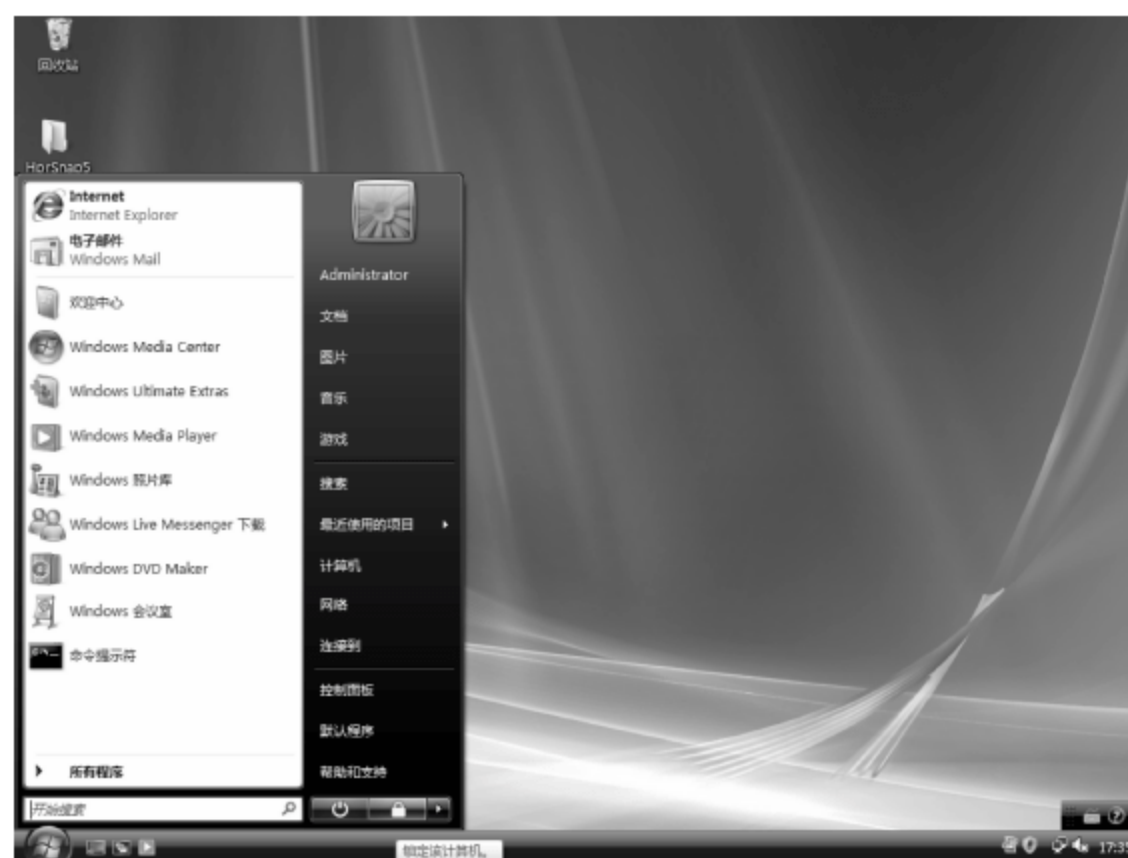 回收站
HprSnap5
Internet
Internet Explorer
电子邮件
Windows Mail
欢迎中心
Windows Media Center
Windows Ultimate Extras
Windows Media Player
Windows 照片库
Windows Live Messenger 下载
Windows DVD Maker
Windows 会议室
命令提示符
所有程序
开始搜索
Administrator
文档
图片
音乐
游戏
搜索
最近使用的项目
计算机
网络
连接到
控制面板
默认程序
帮助和支持
锁定该计算机。
17:35